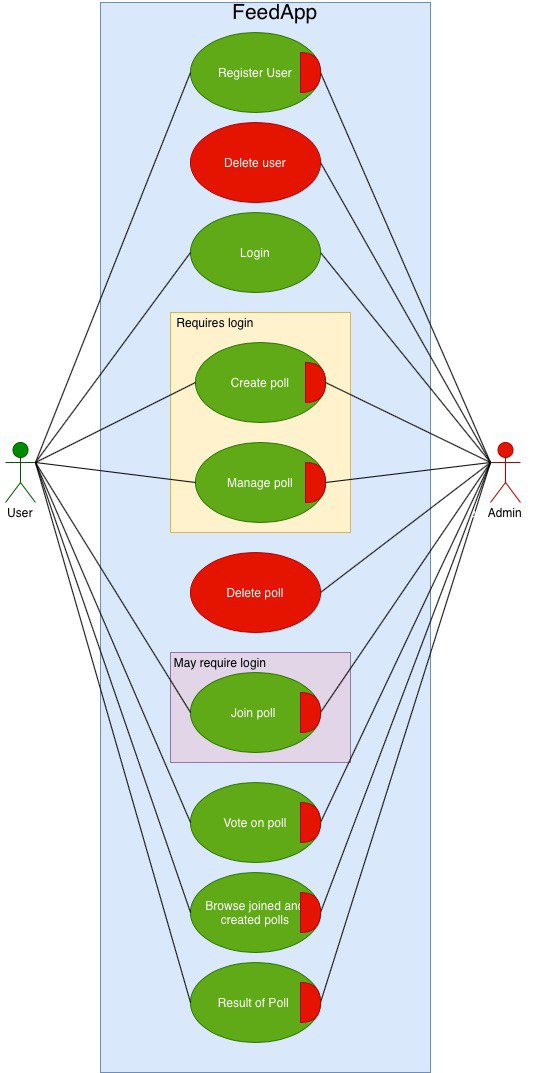 FeedApp
Register User
Delete user
Login
Requires login
Create poll
Manage poll
User
Admin
Delete poll
May require login
Join poll
Vote on poll
Browse joined and
created polls
Result of Poll